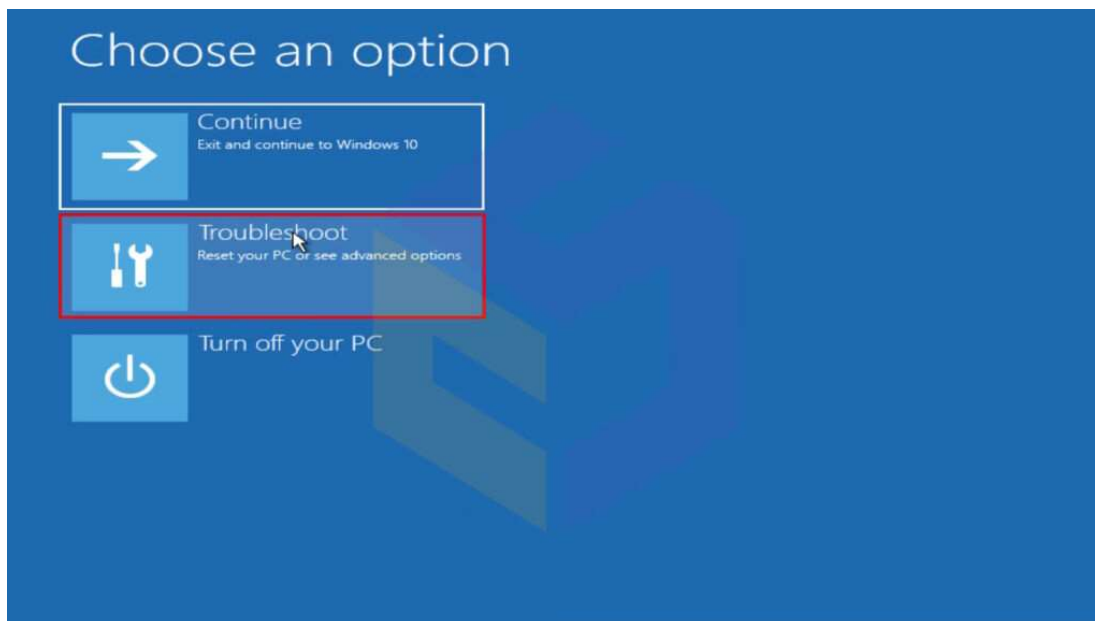 Choose an option
Continue
Exit and continue to Windows 10
Troubleshoot
Reset your PC or see advanced options
Turn off your PC